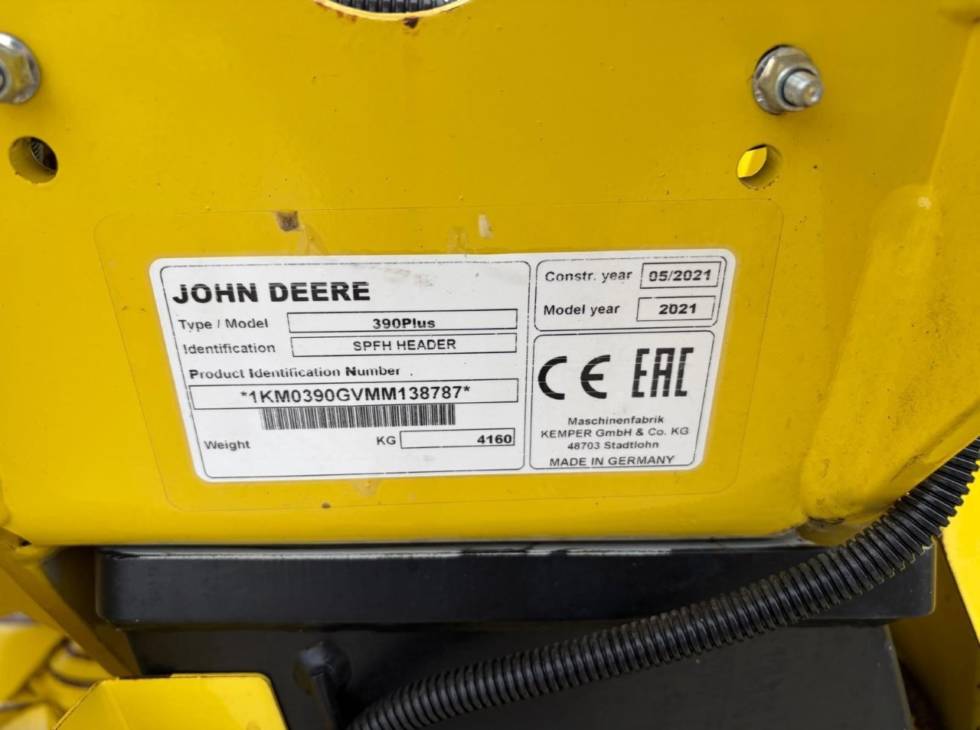 JOHN DEERE
Type / Model 390Plus
Identification SPFH HEADER
Product Identification Number
*1KM0390GVMM138787*
Weight KG 4160
Constr. year 05/2021
Model year 2021
CE EAC
Maschinenfabrik
KEMPER GmbH & Co. KG
48703 Stadtlohn
MADE IN GERMANY